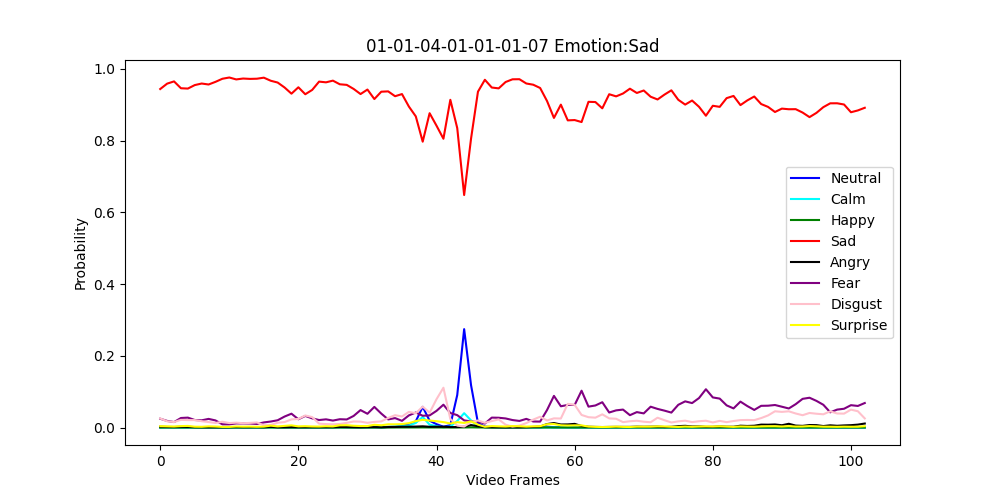 01-01-04-01-01-01-07 Emotion:Sad
1.0
0.8
0.6
0.4
0.2
0.0
Probability
Neutral
Calm
Happy
Sad
Angry
Fear
Disgust
Surprise
0 20 40 60 80 100
Video Frames